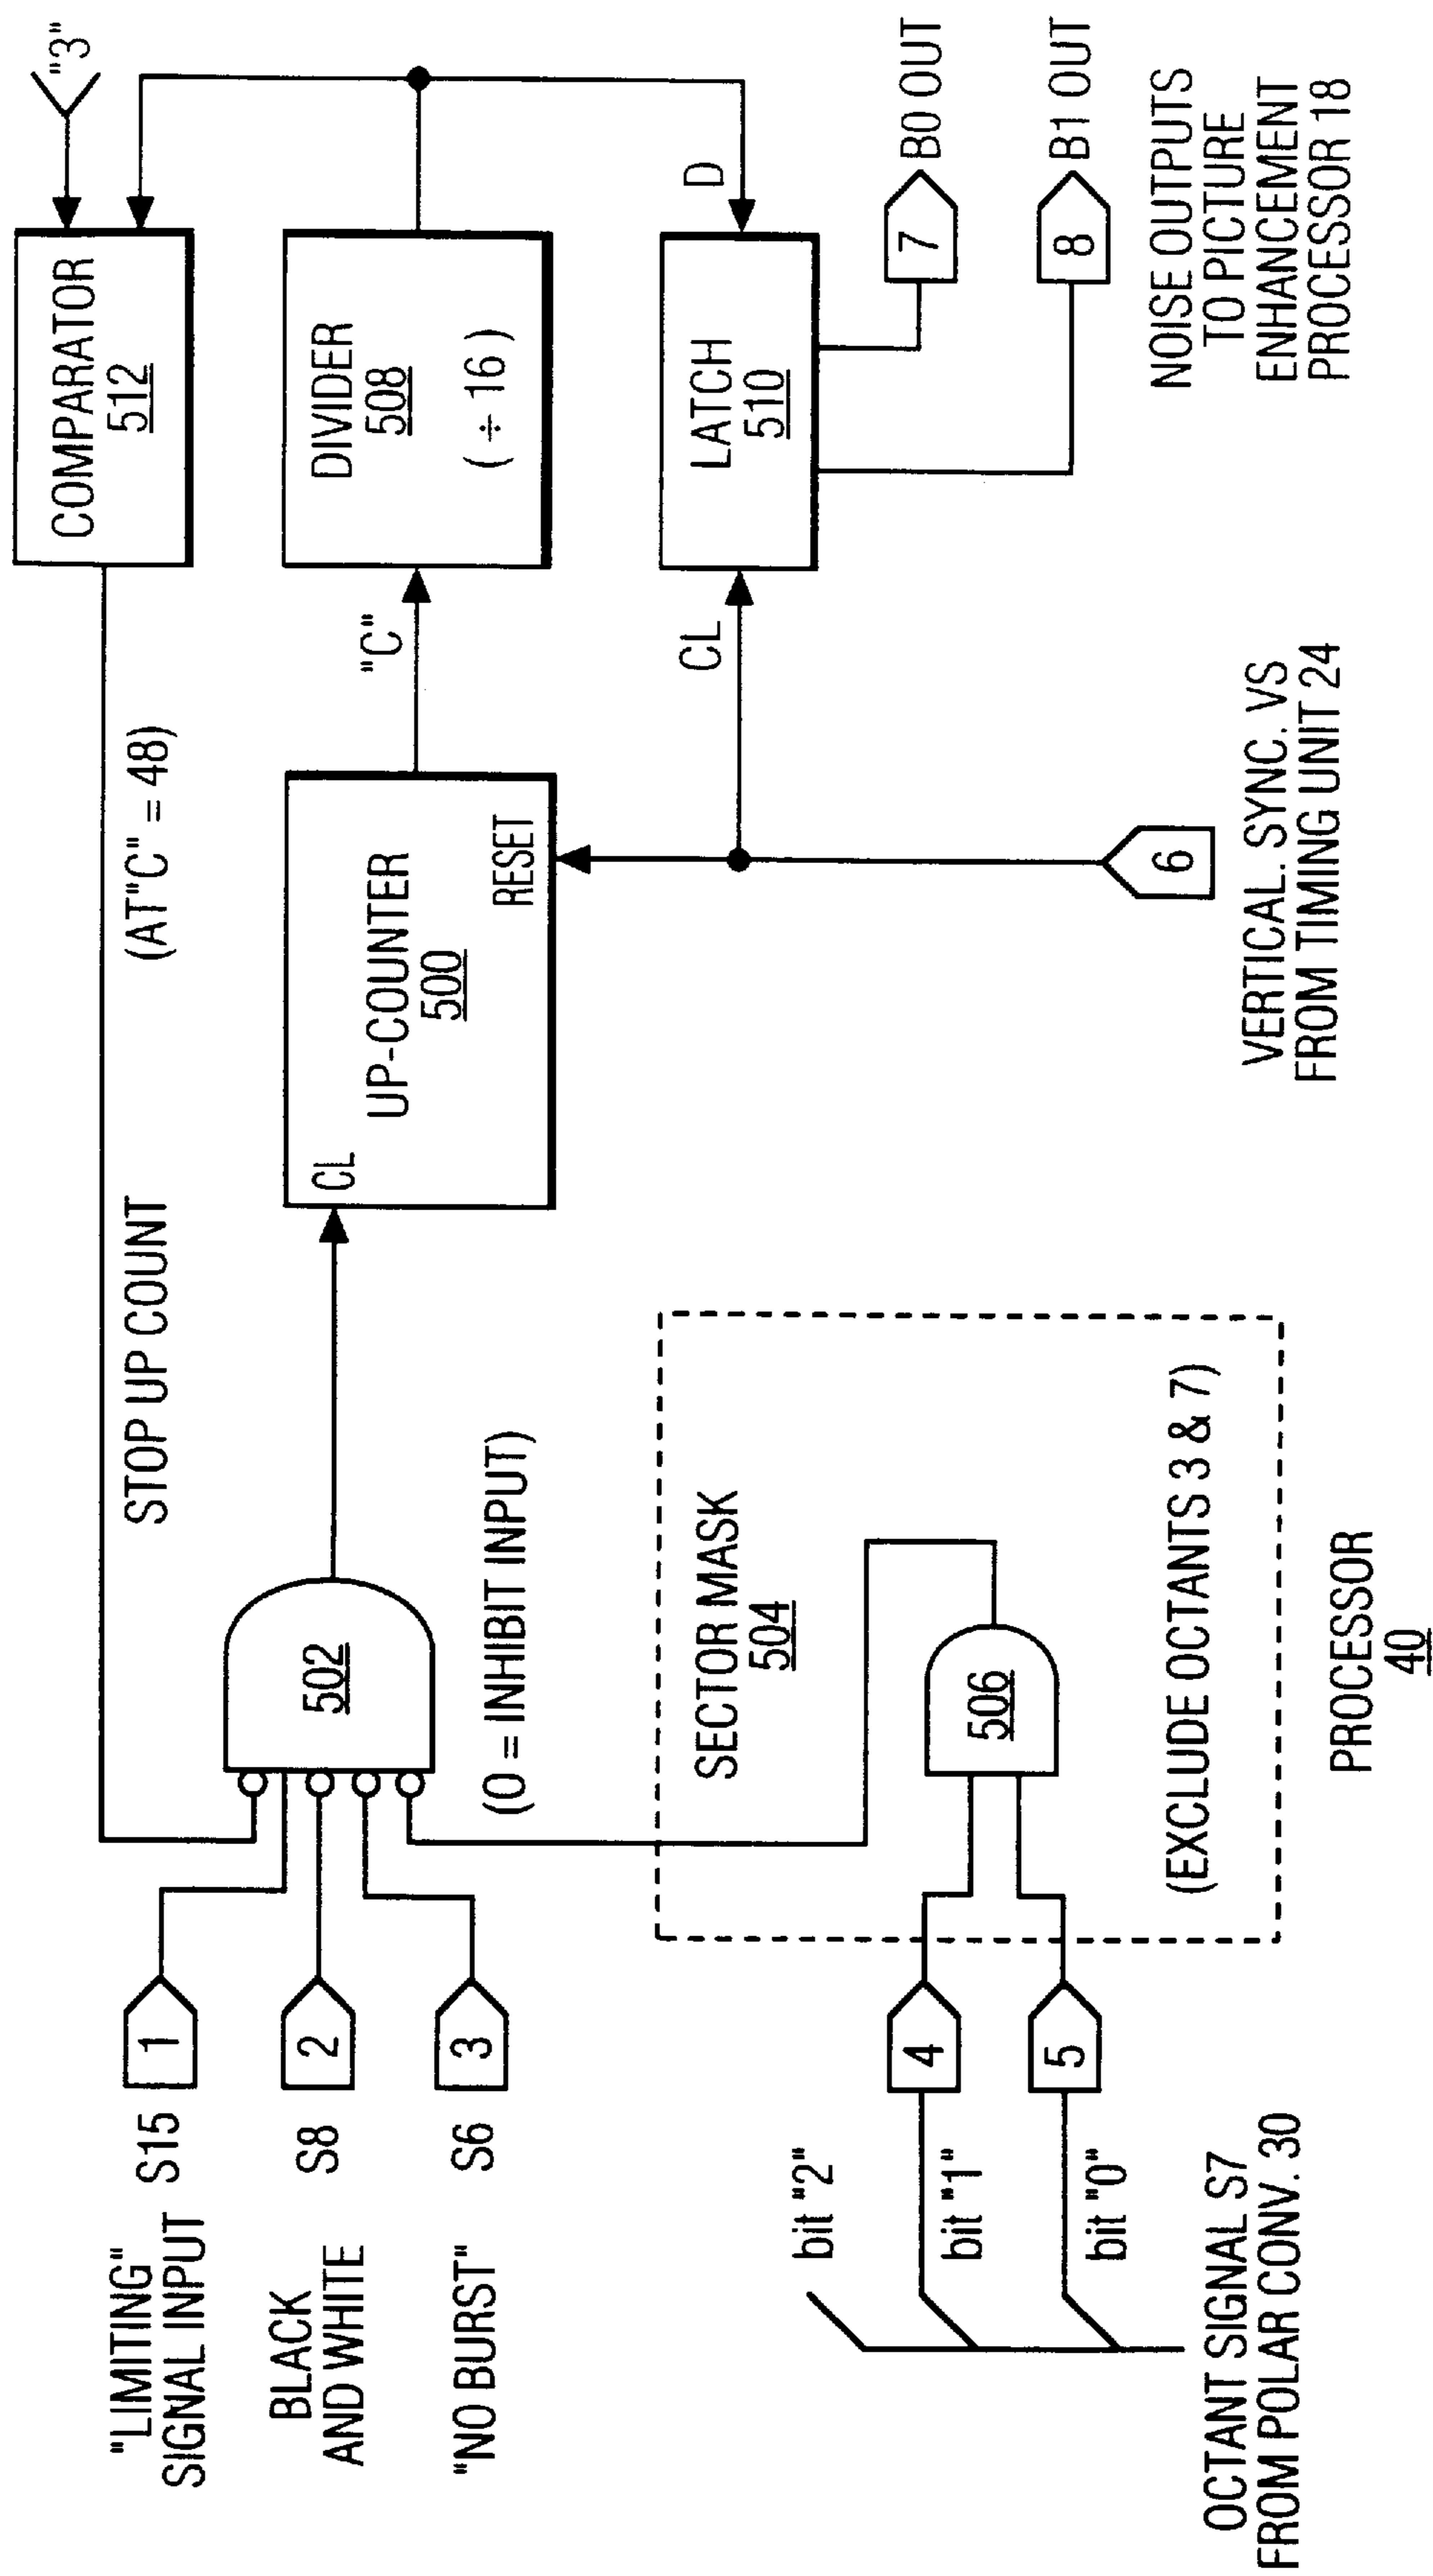 "LIMITING"
SIGNAL INPUT
S15
1
BLACK
AND WHITE
S8
2
"NO BURST"
S6
3
502
(0 = INHIBIT INPUT)
STOP UP COUNT
(AT"C" = 48)
CL
UP-COUNTER
500
RESET
"C"
COMPARATOR
512
"3"
DIVIDER
508
( ÷ 16 )
D
CL
LATCH
510
7
B0 OUT
8
B1 OUT
NOISE OUTPUTS
TO PICTURE
ENHANCEMENT
PROCESSOR 18
6
VERTICAL. SYNC. VS
FROM TIMING UNIT 24
SECTOR MASK
504
506
(EXCLUDE OCTANTS 3 & 7)
bit "2"
bit "1"
4
bit "0"
5
OCTANT SIGNAL S7
FROM POLAR CONV. 30
PROCESSOR
40